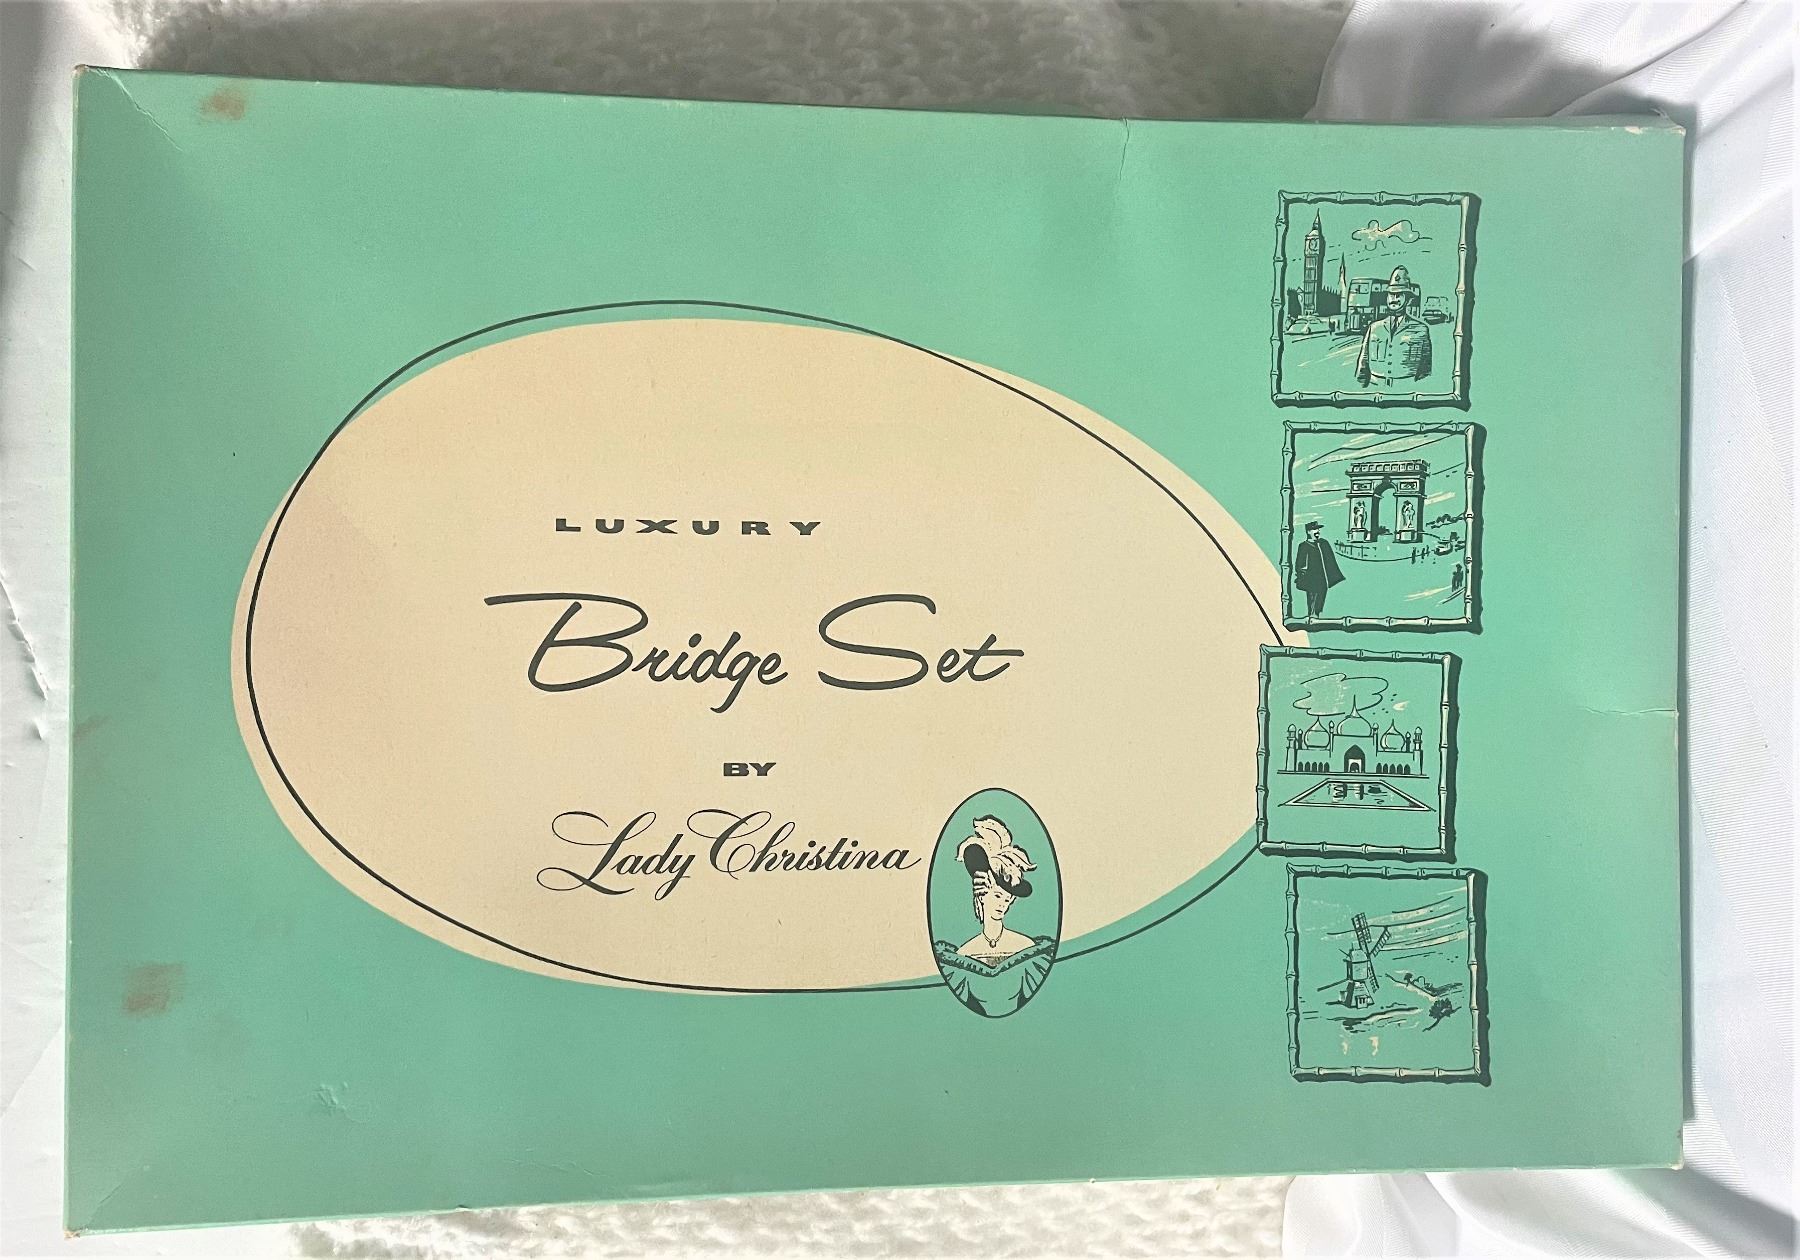 LUXURY
Bridge Set
BY
Lady Christina